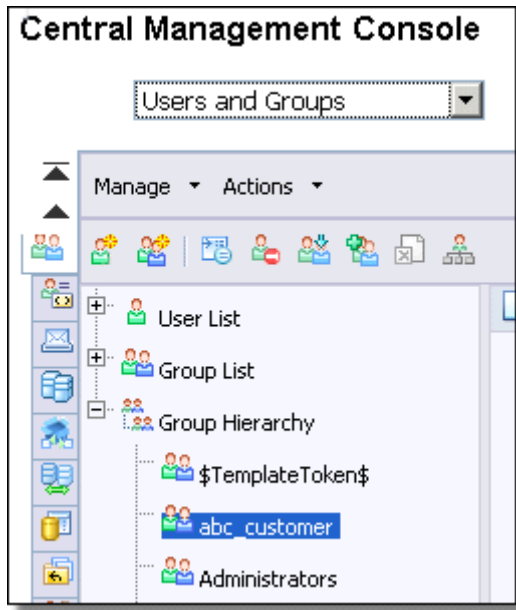 Central Management Console
Users and Groups
Manage Actions
User List
Group List
Group Hierarchy
$TemplateToken$
abc_customer
Administrators